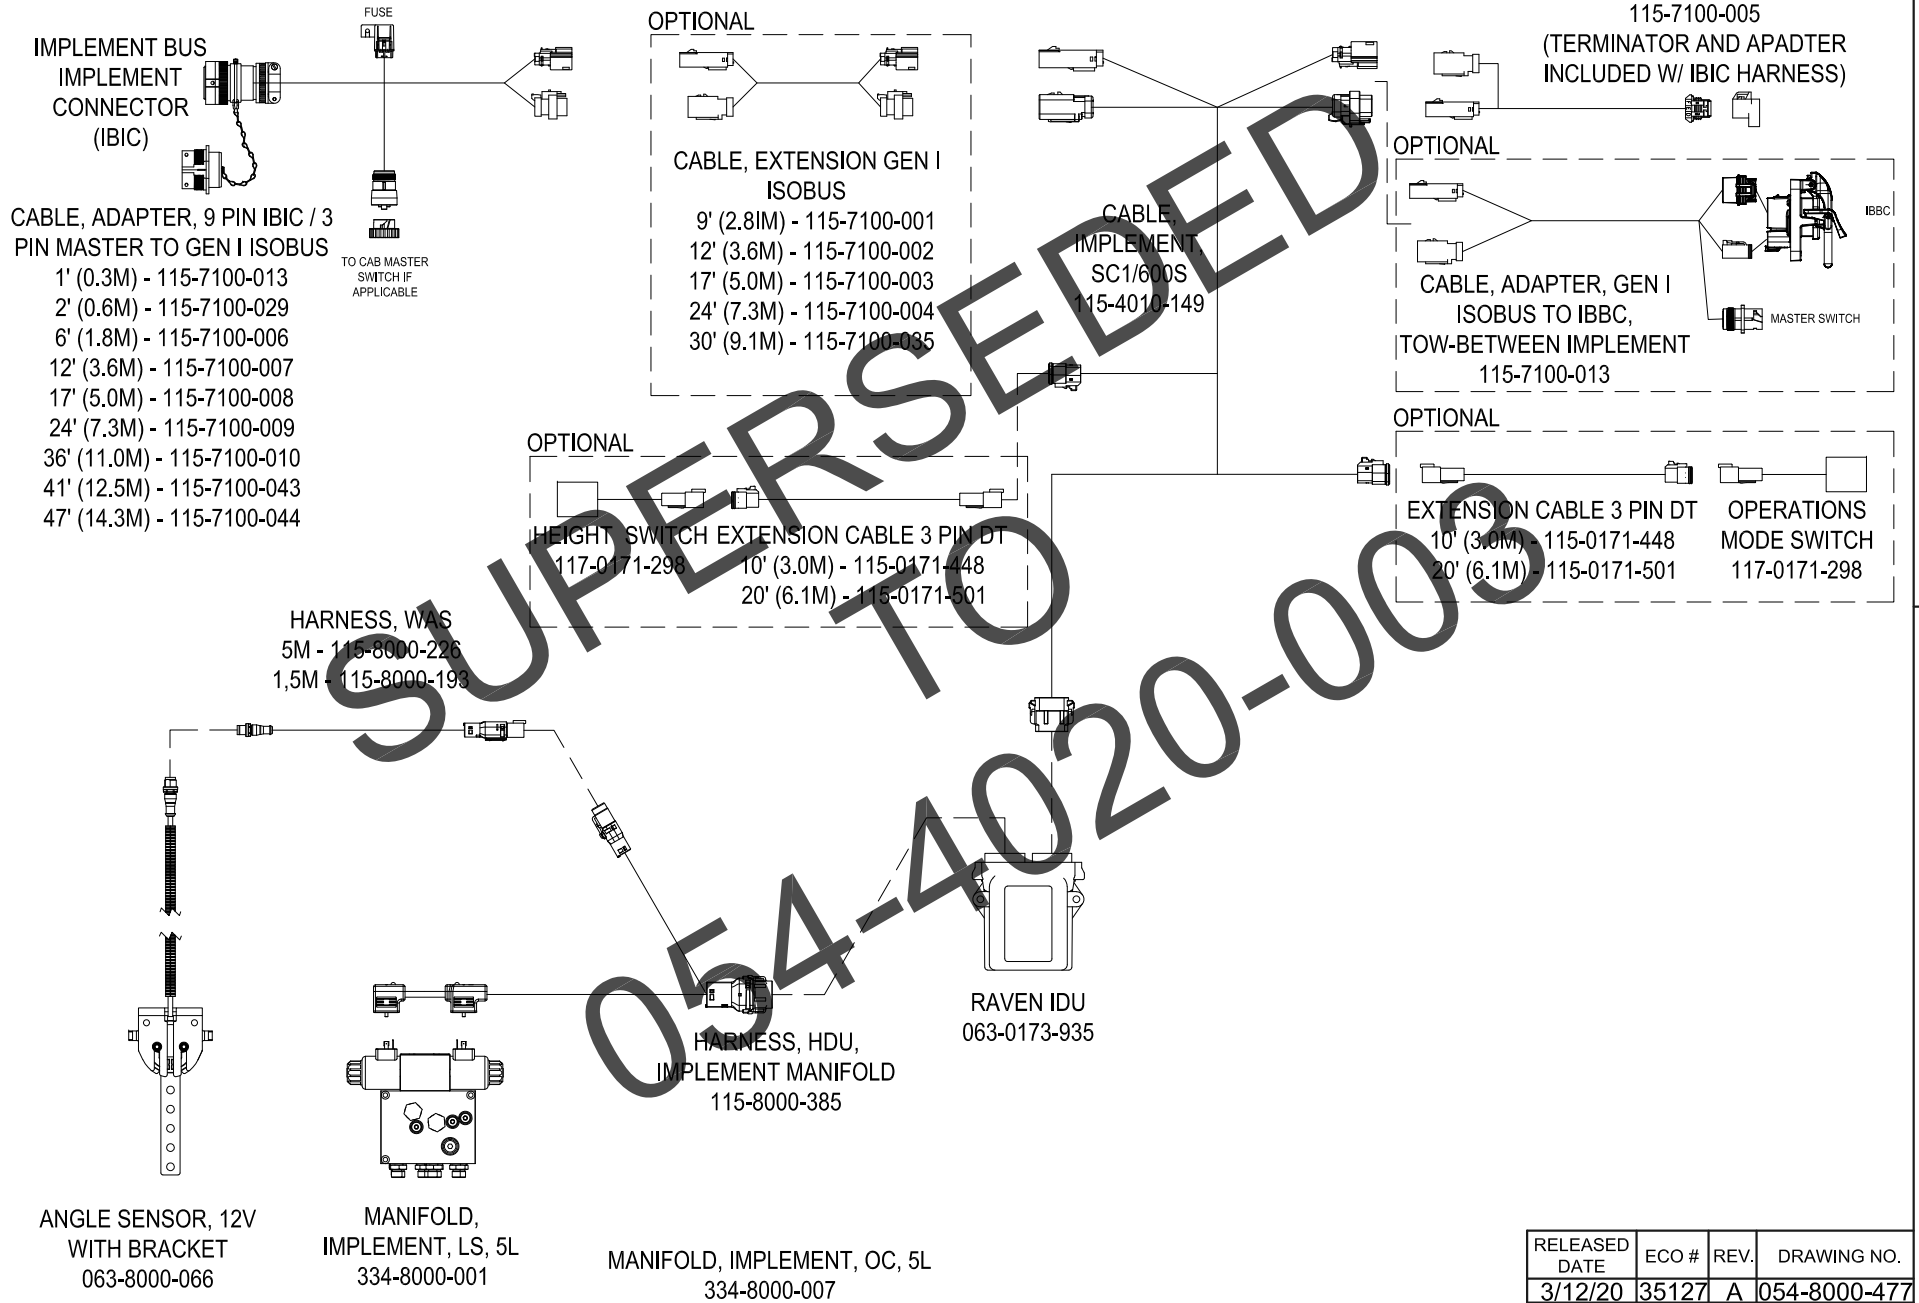 FUSE
IMPLEMENT BUS
IMPLEMENT
CONNECTOR
(IBIC)
CABLE, ADAPTER, 9 PIN IBIC / 3
PIN MASTER TO GEN I ISOBUS
1' (0.3M) - 115-7100-013
2' (0.6M) - 115-7100-029
6' (1.8M) - 115-7100-006
12' (3.6M) - 115-7100-007
17' (5.0M) - 115-7100-008
24' (7.3M) - 115-7100-009
36' (11.0M) - 115-7100-010
41' (12.5M) - 115-7100-043
47' (14.3M) - 115-7100-044
TO CAB MASTER
SWITCH IF
APPLICABLE
OPTIONAL
CABLE, EXTENSION GEN I
ISOBUS
9' (2.8IM) - 115-7100-001
12' (3.6M) - 115-7100-002
17' (5.0M) - 115-7100-003
24' (7.3M) - 115-7100-004
30' (9.1M) - 115-7100-035
CABLE,
IMPLEMENT,
SC1/600S
115-4010-149
115-7100-005
(TERMINATOR AND APADTER
INCLUDED W/ IBIC HARNESS)
OPTIONAL
IBBC
MASTER SWITCH
CABLE, ADAPTER, GEN I
ISOBUS TO IBBC,
TOW-BETWEEN IMPLEMENT
115-7100-013
OPTIONAL
HEIGHT SWITCH
117-0171-298
EXTENSION CABLE 3 PIN DT
10' (3.0M) - 115-0171-448
20' (6.1M) - 115-0171-501
OPTIONAL
EXTENSION CABLE 3 PIN DT
10' (3.0M) - 115-0171-448
20' (6.1M) - 115-0171-501
OPERATIONS
MODE SWITCH
117-0171-298
HARNESS, WAS
5M - 115-8000-226
1,5M - 115-8000-193
SUPERSEDED
TO
054-4020-003
RAVEN IDU
063-0173-935
HARNESS, HDU,
IMPLEMENT MANIFOLD
115-8000-385
ANGLE SENSOR, 12V
WITH BRACKET
063-8000-066
MANIFOLD,
IMPLEMENT, LS, 5L
334-8000-001
MANIFOLD, IMPLEMENT, OC, 5L
334-8000-007
RELEASED DATE ECO # REV. DRAWING NO.
3/12/20 35127 A 054-8000-477